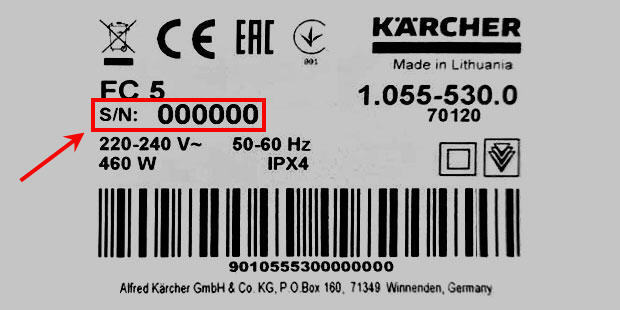 CE EAC
001
KÄRCHER
Made in Lithuania
FC 5
1.055-530.0
S/N: 000000
70120
220-240 V~ 50-60 Hz
460 W IPX4
9010555300000000
Alfred Kärcher GmbH & Co. KG, P.O.Box 160, 71349 Winnenden, Germany